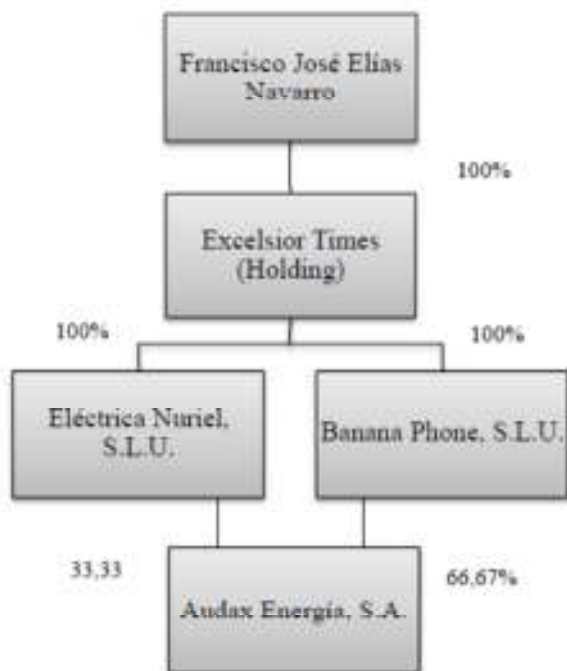 Francisco José Elías
Navarro
100%
Excelsior Times
(Holding)
100%
100%
Eléctrica Nuriel,
S.L.U.
Banana Phone, S.L.U.
33,33
66,67%
Audax Energía, S.A.